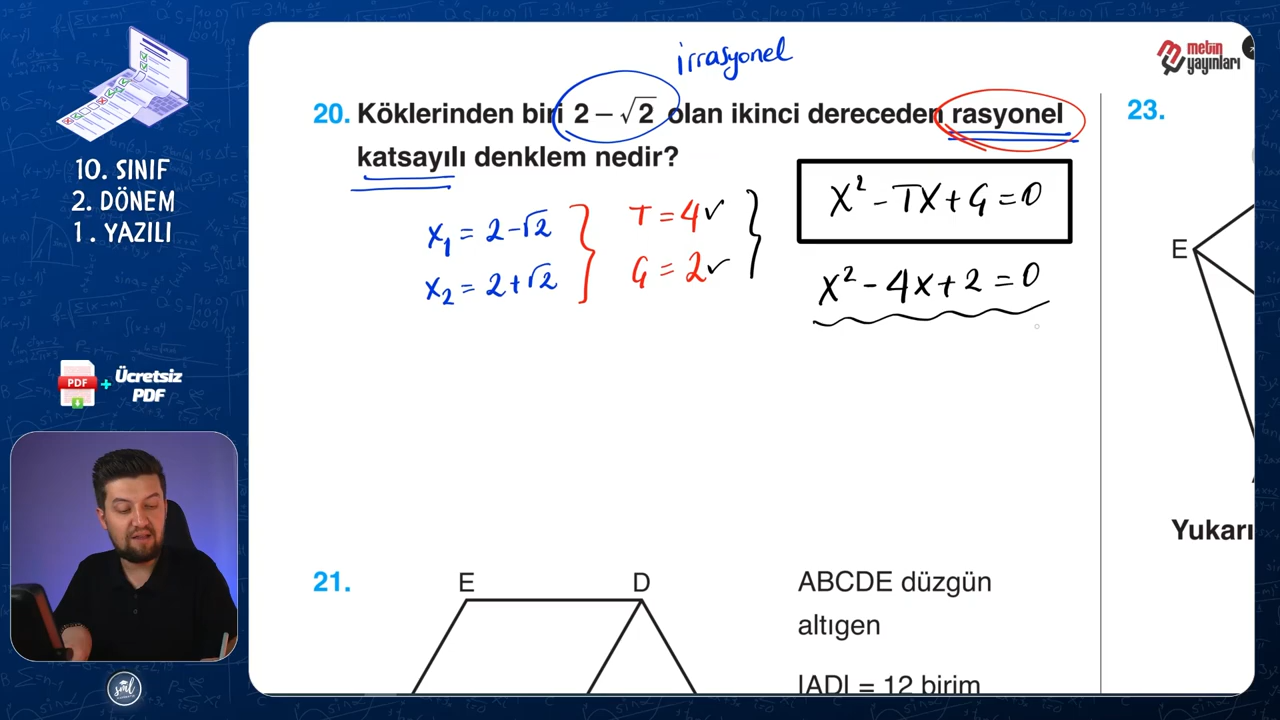 10. SINIF
2. DÖNEM
1. YAZILI
PDF
+ Ücretsiz
PDF
sml
metin
yayınları
irrasyonel
20. Köklerinden biri 2 − √2 olan ikinci dereceden rasyonel
katsayılı denklem nedir?
x₁ = 2 - √2
x₂ = 2 + √2
T = 4 ✓
Ç = 2 ✓
x² - Tx + Ç = 0
x² - 4x + 2 = 0
21.
E
D
ABCDE düzgün
altıgen
|AD| = 12 birim
23.
E
Yukarı